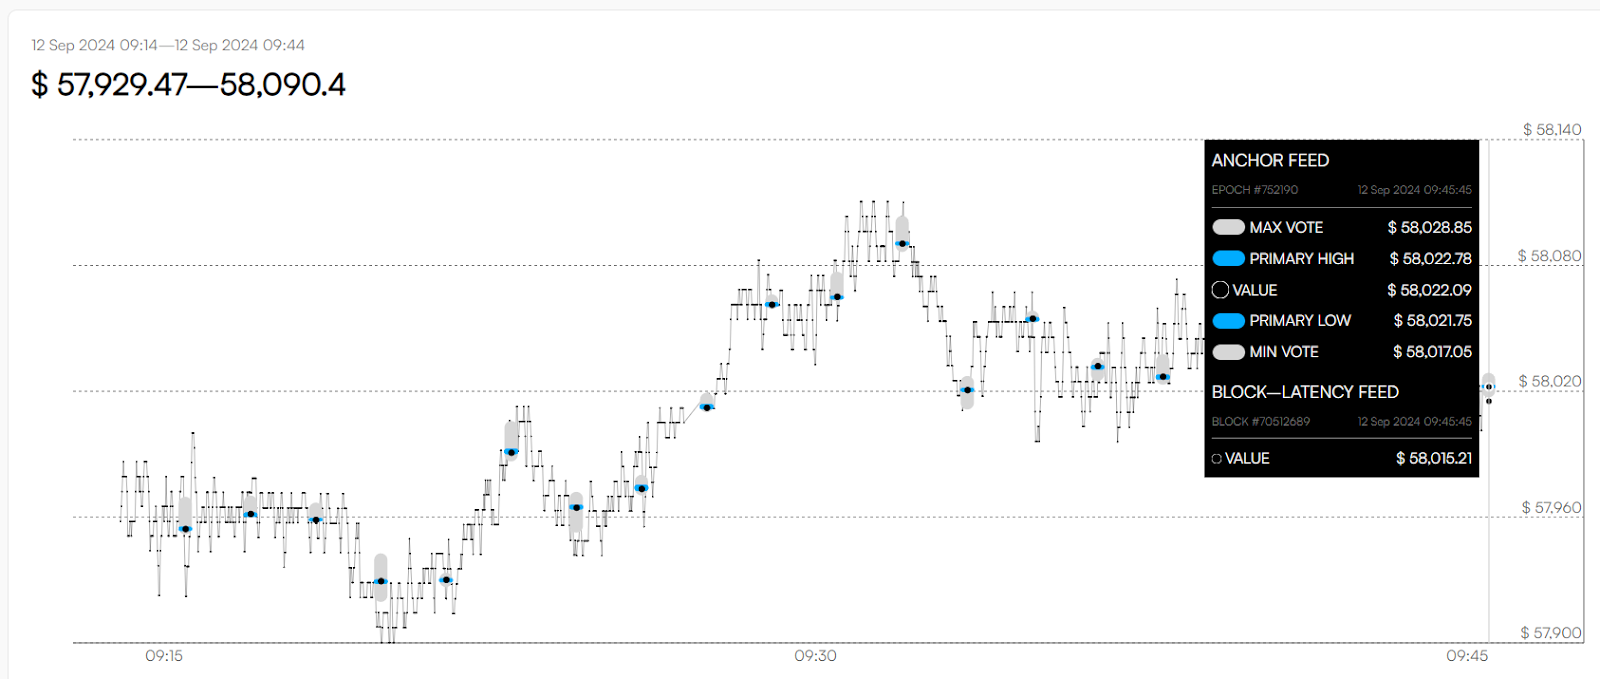 12 Sep 2024 09:14—12 Sep 2024 09:44
$ 57,929.47—58,090.4
$ 58,140
$ 58,080
$ 58,020
$ 57,960
$ 57,900
ANCHOR FEED
EPOCH #752190 12 Sep 2024 09:45:45
MAX VOTE $ 58,028.85
PRIMARY HIGH $ 58,022.78
VALUE $ 58,022.09
PRIMARY LOW $ 58,021.75
MIN VOTE $ 58,017.05
BLOCK—LATENCY FEED
BLOCK #70512689 12 Sep 2024 09:45:45
VALUE $ 58,015.21
09:15 09:30 09:45